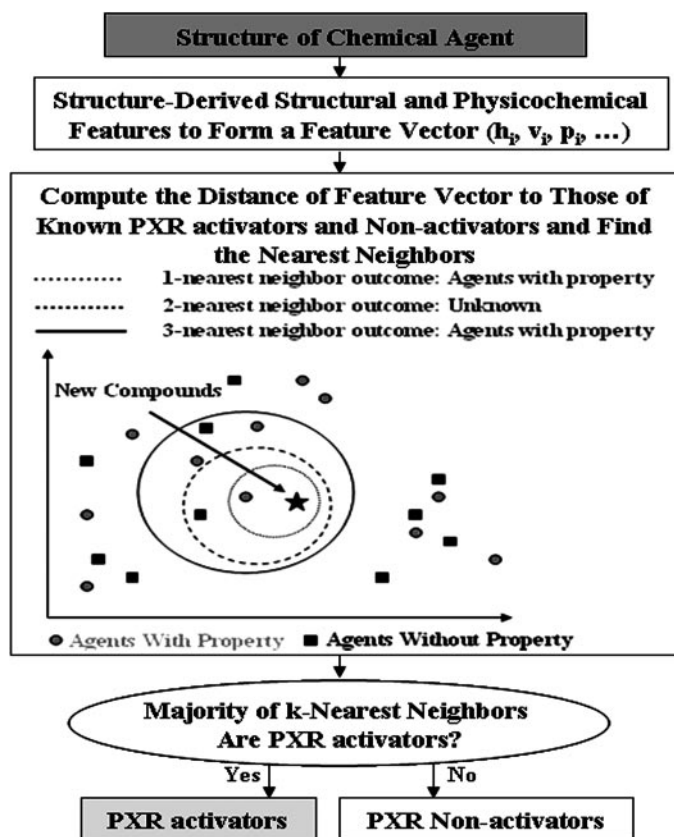 Structure of Chemical Agent
Structure-Derived Structural and Physicochemical
Features to Form a Feature Vector (hi, vi, pi, …)
Compute the Distance of Feature Vector to Those of
Known PXR activators and Non-activators and Find
the Nearest Neighbors
1-nearest neighbor outcome: Agents with property
2-nearest neighbor outcome: Unknown
3-nearest neighbor outcome: Agents with property
New Compounds
Agents With Property
Agents Without Property
Majority of k-Nearest Neighbors
Are PXR activators?
Yes
No
PXR activators
PXR Non-activators